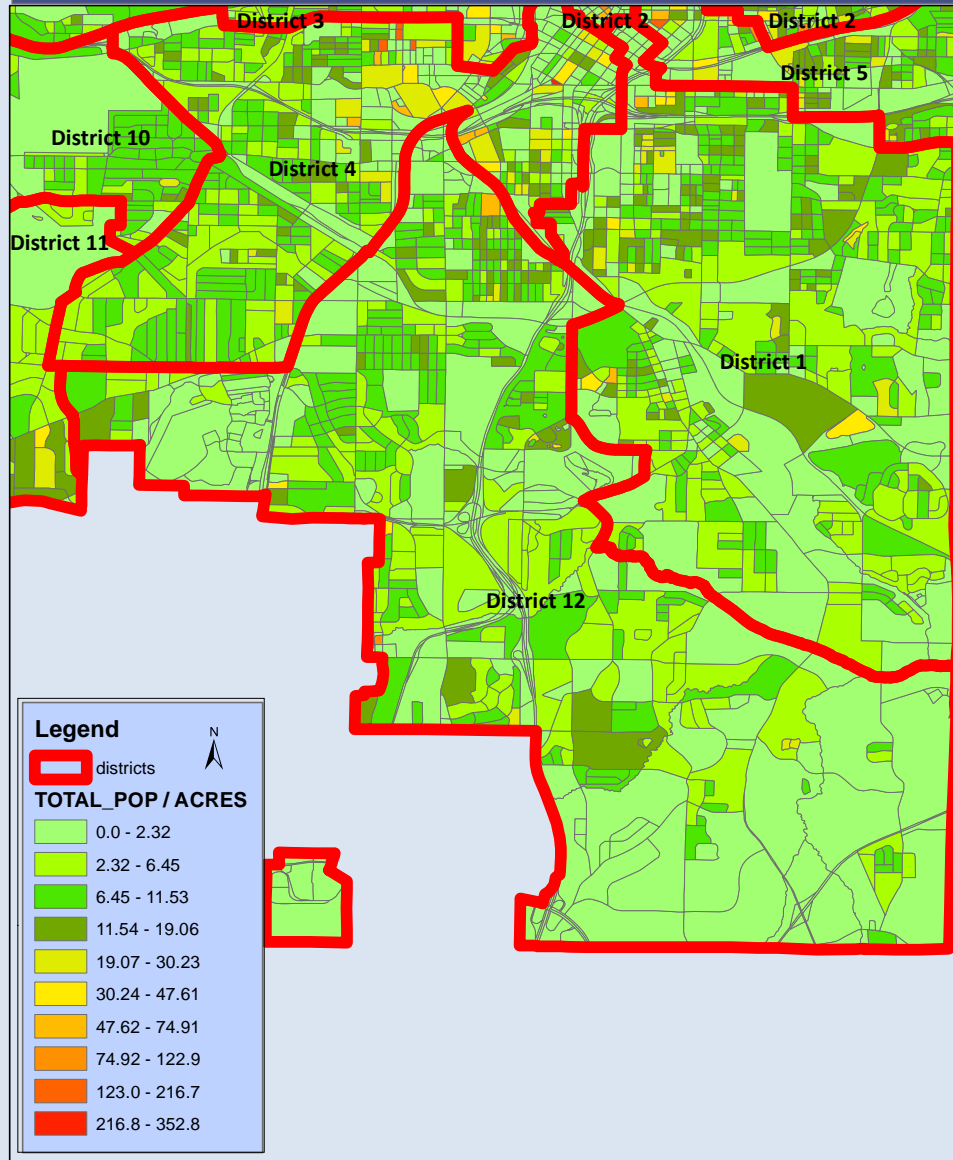 District 3
District 2
District 2
District 5
District 10
District 4
District 11
District 1
District 12
Legend
N
districts
TOTAL_POP / ACRES
0.0 - 2.32
2.32 - 6.45
6.45 - 11.53
11.54 - 19.06
19.07 - 30.23
30.24 - 47.61
47.62 - 74.91
74.92 - 122.9
123.0 - 216.7
216.8 - 352.8